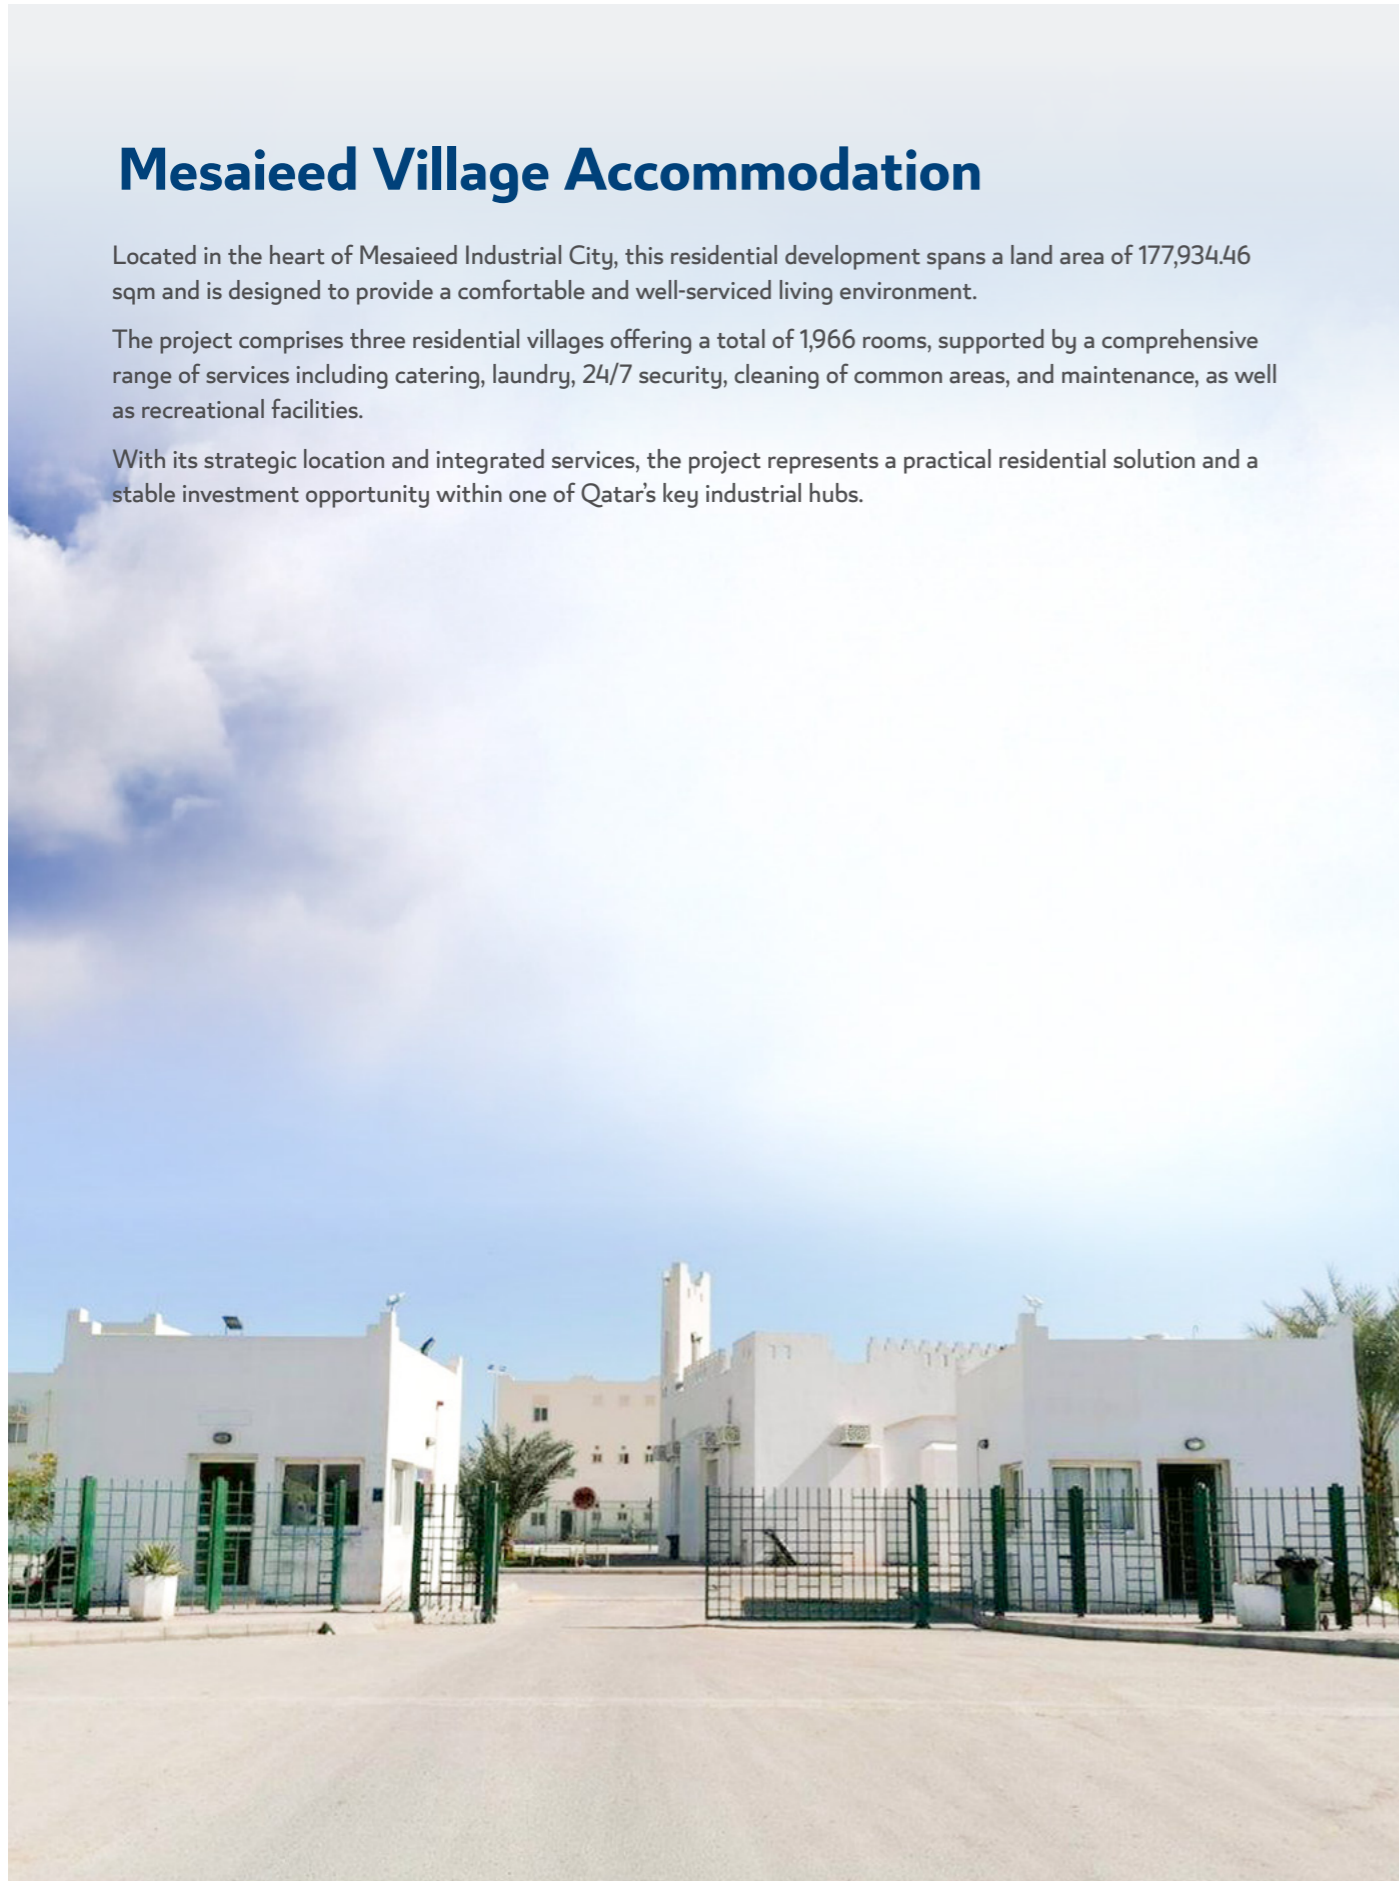 Mesaieed Village Accommodation
Located in the heart of Mesaieed Industrial City, this residential development spans a land area of 177,934.46
sqm and is designed to provide a comfortable and well-serviced living environment.
The project comprises three residential villages offering a total of 1,966 rooms, supported by a comprehensive
range of services including catering, laundry, 24/7 security, cleaning of common areas, and maintenance, as well
as recreational facilities.
With its strategic location and integrated services, the project represents a practical residential solution and a
stable investment opportunity within one of Qatar’s key industrial hubs.